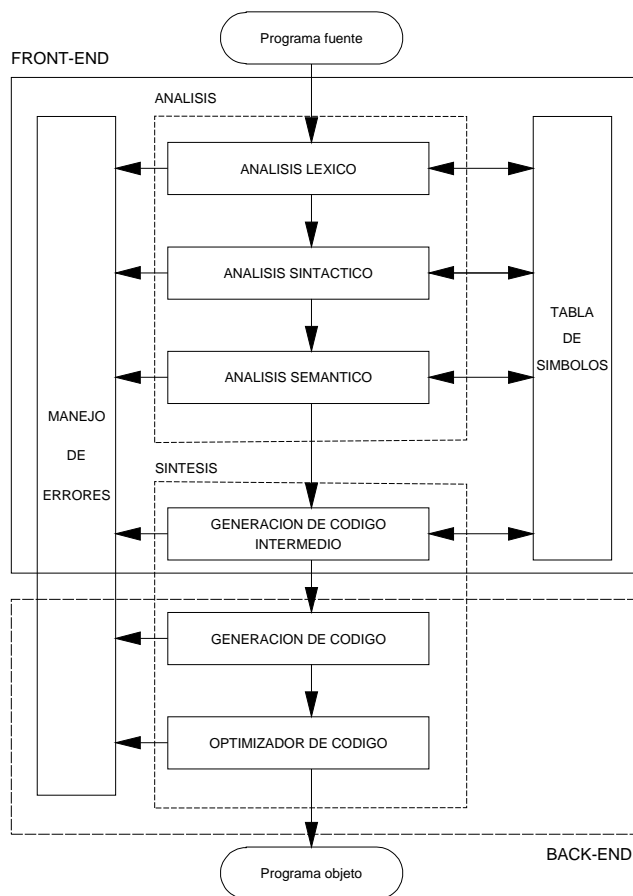 Programa fuente
FRONT-END
ANALISIS
ANALISIS LEXICO
ANALISIS SINTACTICO
TABLA
DE
SIMBOLOS
ANALISIS SEMANTICO
MANEJO
DE
ERRORES
SINTESIS
GENERACION DE CODIGO
INTERMEDIO
GENERACION DE CODIGO
OPTIMIZADOR DE CODIGO
BACK-END
Programa objeto